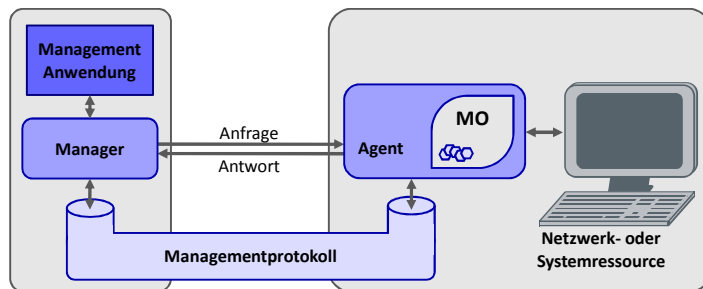 Management
Anwendung
Manager
Anfrage
Antwort
Agent
MO
Managementprotokoll
Netzwerk- oder
Systemressource